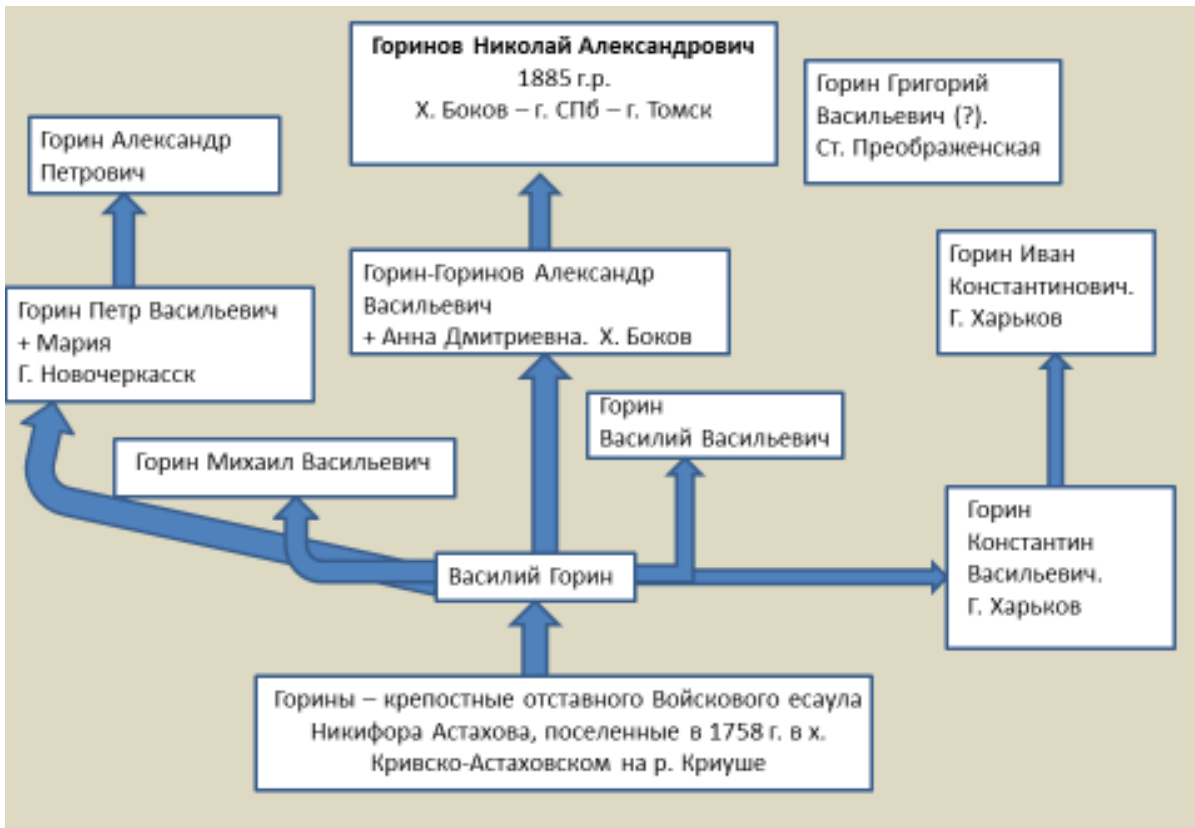 Горинов Николай Александрович
1885 г.р.
Х. Боков – г. СПб – г. Томск
Горин Григорий
Васильевич (?).
Ст. Преображенская
Горин Александр
Петрович
Горин-Горинов Александр
Васильевич
+ Анна Дмитриевна. Х. Боков
Горин Иван
Константинович.
Г. Харьков
Горин Петр Васильевич
+ Мария
Г. Новочеркасск
Горин
Василий Васильевич
Горин Михаил Васильевич
Горин
Константин
Васильевич.
Г. Харьков
Василий Горин
Горины – крепостные отставного Войскового есаула
Никифора Астахова, поселенные в 1758 г. в х.
Кривско-Астаховском на р. Криуше